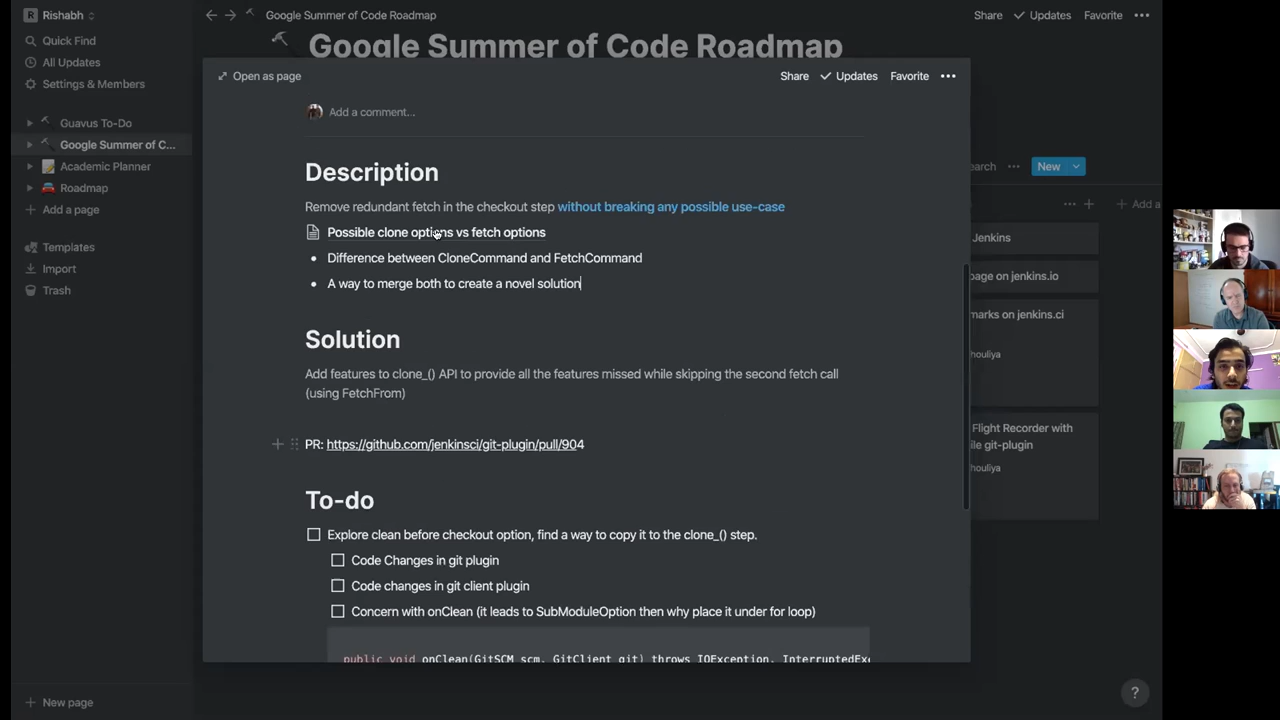 R Rishabh
Quick Find
All Updates
Settings & Members
Guavus To-Do
Google Summer of C...
Academic Planner
Roadmap
Add a page
Templates
Import
Trash
New page
Google Summer of Code Roadmap
Share Updates Favorite
Google Summer of Code Roadmap
Open as page
Share Updates Favorite
Add a comment...
Description
Remove redundant fetch in the checkout step without breaking any possible use-case
Possible clone options vs fetch options
Difference between CloneCommand and FetchCommand
A way to merge both to create a novel solution
Solution
Add features to clone_() API to provide all the features missed while skipping the second fetch call
(using FetchFrom)
PR: https://github.com/jenkinsci/git-plugin/pull/904
To-do
Explore clean before checkout option, find a way to copy it to the clone_() step.
Code Changes in git plugin
Code changes in git client plugin
Concern with onClean (it leads to SubModuleOption then why place it under for loop)
public void onClean(GitSCM scm, GitClient git) throws IOException, InterruptedExc
earch New
Add a
Jenkins
page on jenkins.io
marks on jenkins.ci
houliya
Flight Recorder with
le git-plugin
houliya
?